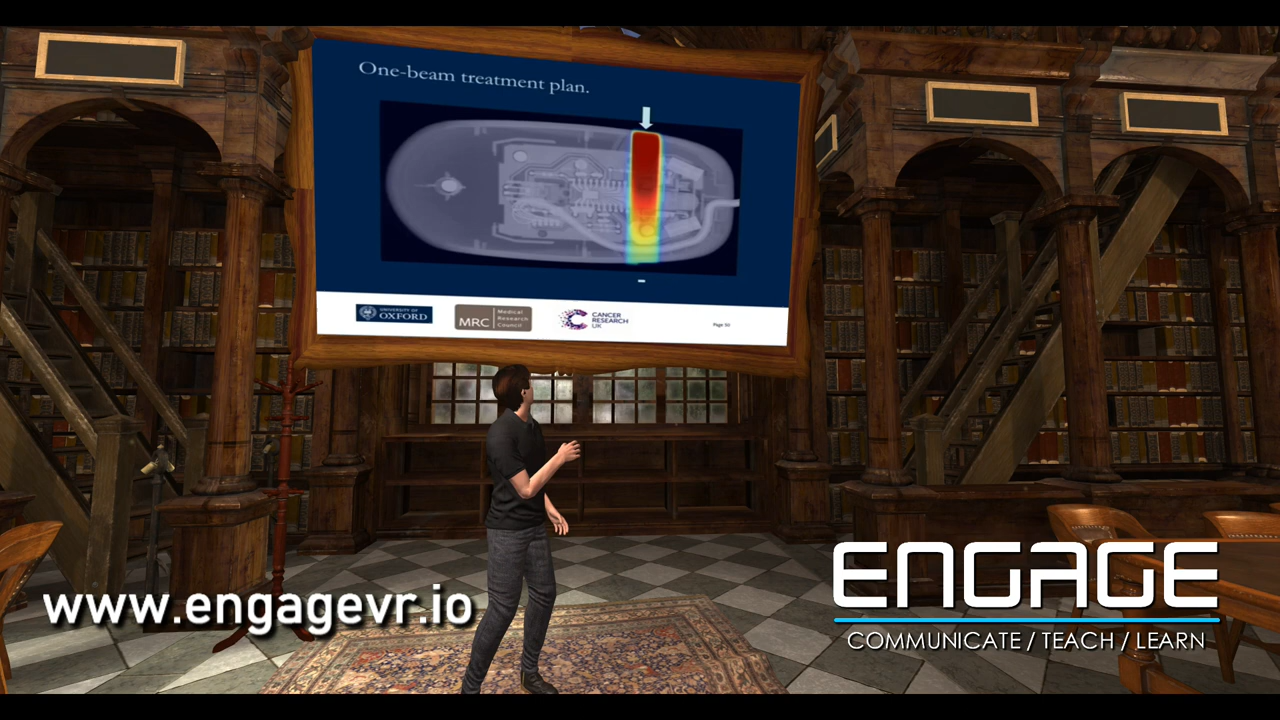 One-beam treatment plan.
UNIVERSITY OF
OXFORD
MRC
Medical
Research
Council
CANCER
RESEARCH
UK
Page 50
www.engagevr.io
ENGAGE
COMMUNICATE / TEACH / LEARN